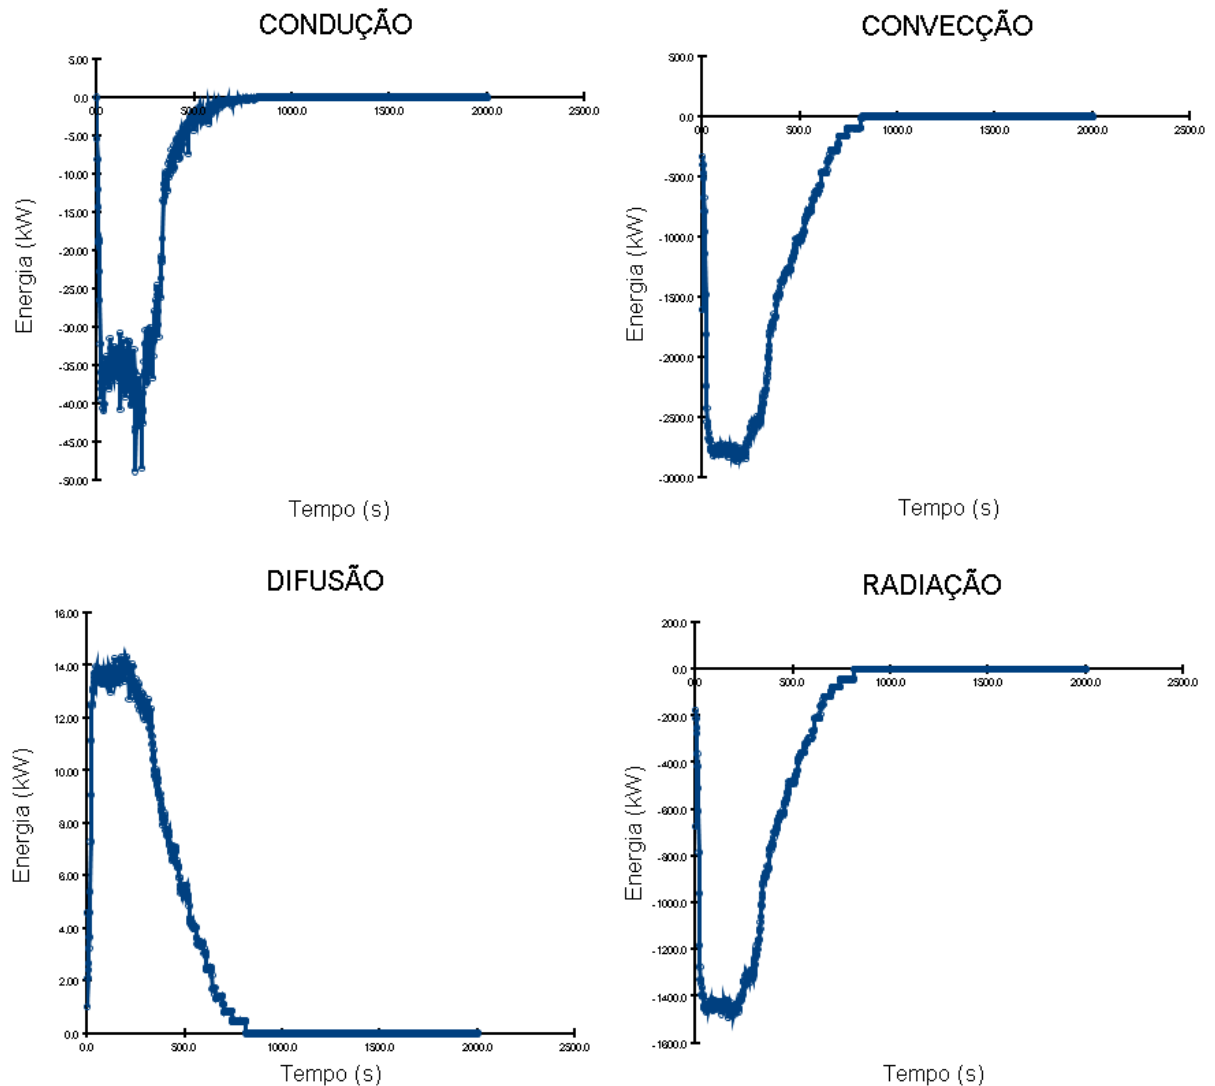 CONDUÇÃO
5.00
0.0
-5.00
-10.00
-15.00
-20.00
-25.00
-30.00
-35.00
-40.00
-45.00
-50.00
0.0 500.0 1000.0 1500.0 2000.0 2500.0
Energia (kW)
Tempo (s)
CONVECÇÃO
500.0
0.0
-500.0
-1000.0
-1500.0
-2000.0
-2500.0
-3000.0
0.0 500.0 1000.0 1500.0 2000.0 2500.0
Energia (kW)
Tempo (s)
DIFUSÃO
16.00
14.00
12.00
10.00
8.00
6.00
4.00
2.00
0.0
0.0 500.0 1000.0 1500.0 2000.0 2500.0
Energia (kW)
Tempo (s)
RADIAÇÃO
200.0
0.0
-200.0
-400.0
-600.0
-800.0
-1000.0
-1200.0
-1400.0
-1600.0
0.0 500.0 1000.0 1500.0 2000.0 2500.0
Energia (kW)
Tempo (s)